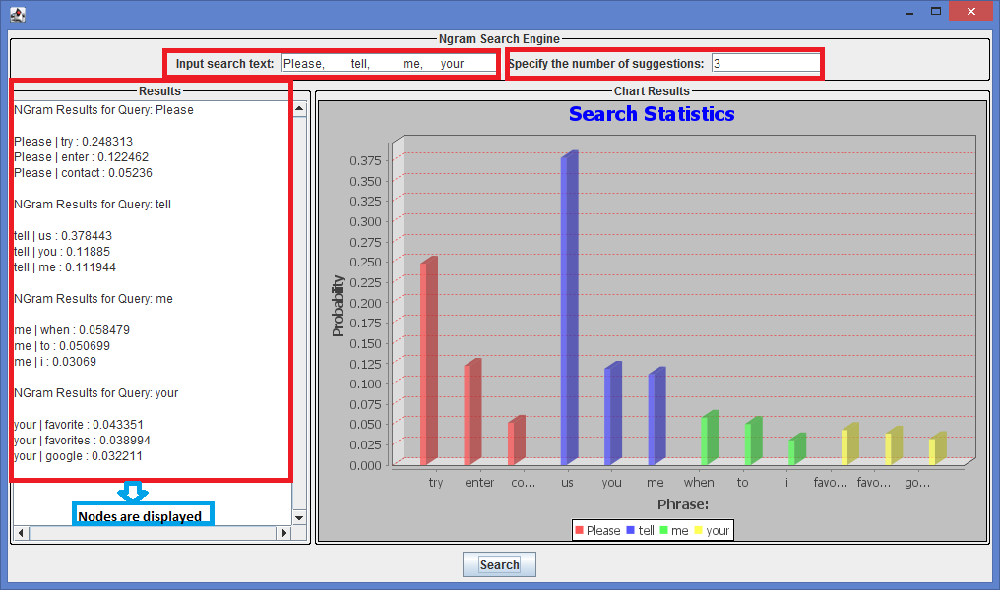 Ngram Search Engine
Input search text: Please, tell, me, your
Specify the number of suggestions: 3
Results
NGram Results for Query: Please
Please | try : 0.248313
Please | enter : 0.122462
Please | contact : 0.05236
NGram Results for Query: tell
tell | us : 0.378443
tell | you : 0.11885
tell | me : 0.111944
NGram Results for Query: me
me | when : 0.058479
me | to : 0.050699
me | i : 0.03069
NGram Results for Query: your
your | favorite : 0.043351
your | favorites : 0.038994
your | google : 0.032211
Nodes are displayed
Chart Results
Search Statistics
Probability
0.375
0.350
0.325
0.300
0.275
0.250
0.225
0.200
0.175
0.150
0.125
0.100
0.075
0.050
0.025
0.000
try enter co... us you me when to i favo... favo... go...
Phrase:
Please tell me your
Search